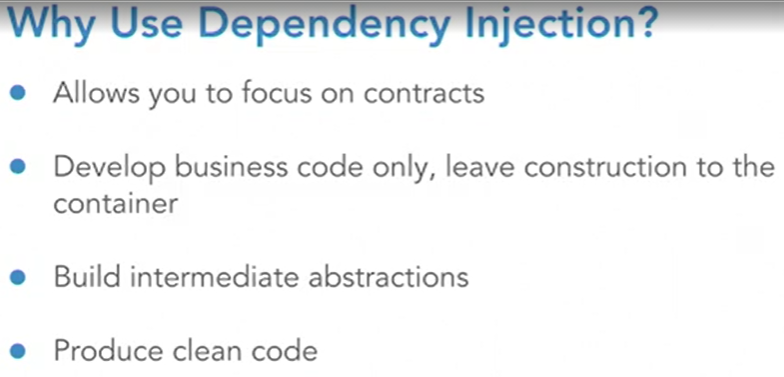 Why Use Dependency Injection?
• Allows you to focus on contracts
• Develop business code only, leave construction to the
container
• Build intermediate abstractions
• Produce clean code